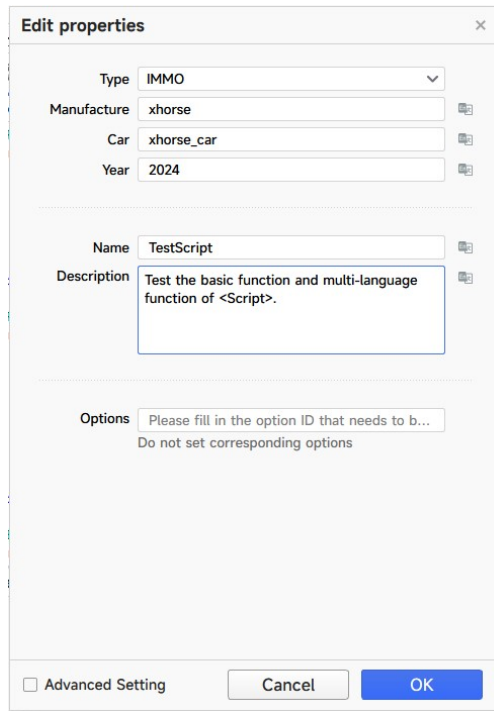 Edit properties
Type IMMO
Manufacture xhorse
Car xhorse_car
Year 2024
Name TestScript
Description Test the basic function and multi-language
function of <Script>.
Options Please fill in the option ID that needs to b...
Do not set corresponding options
Advanced Setting Cancel OK